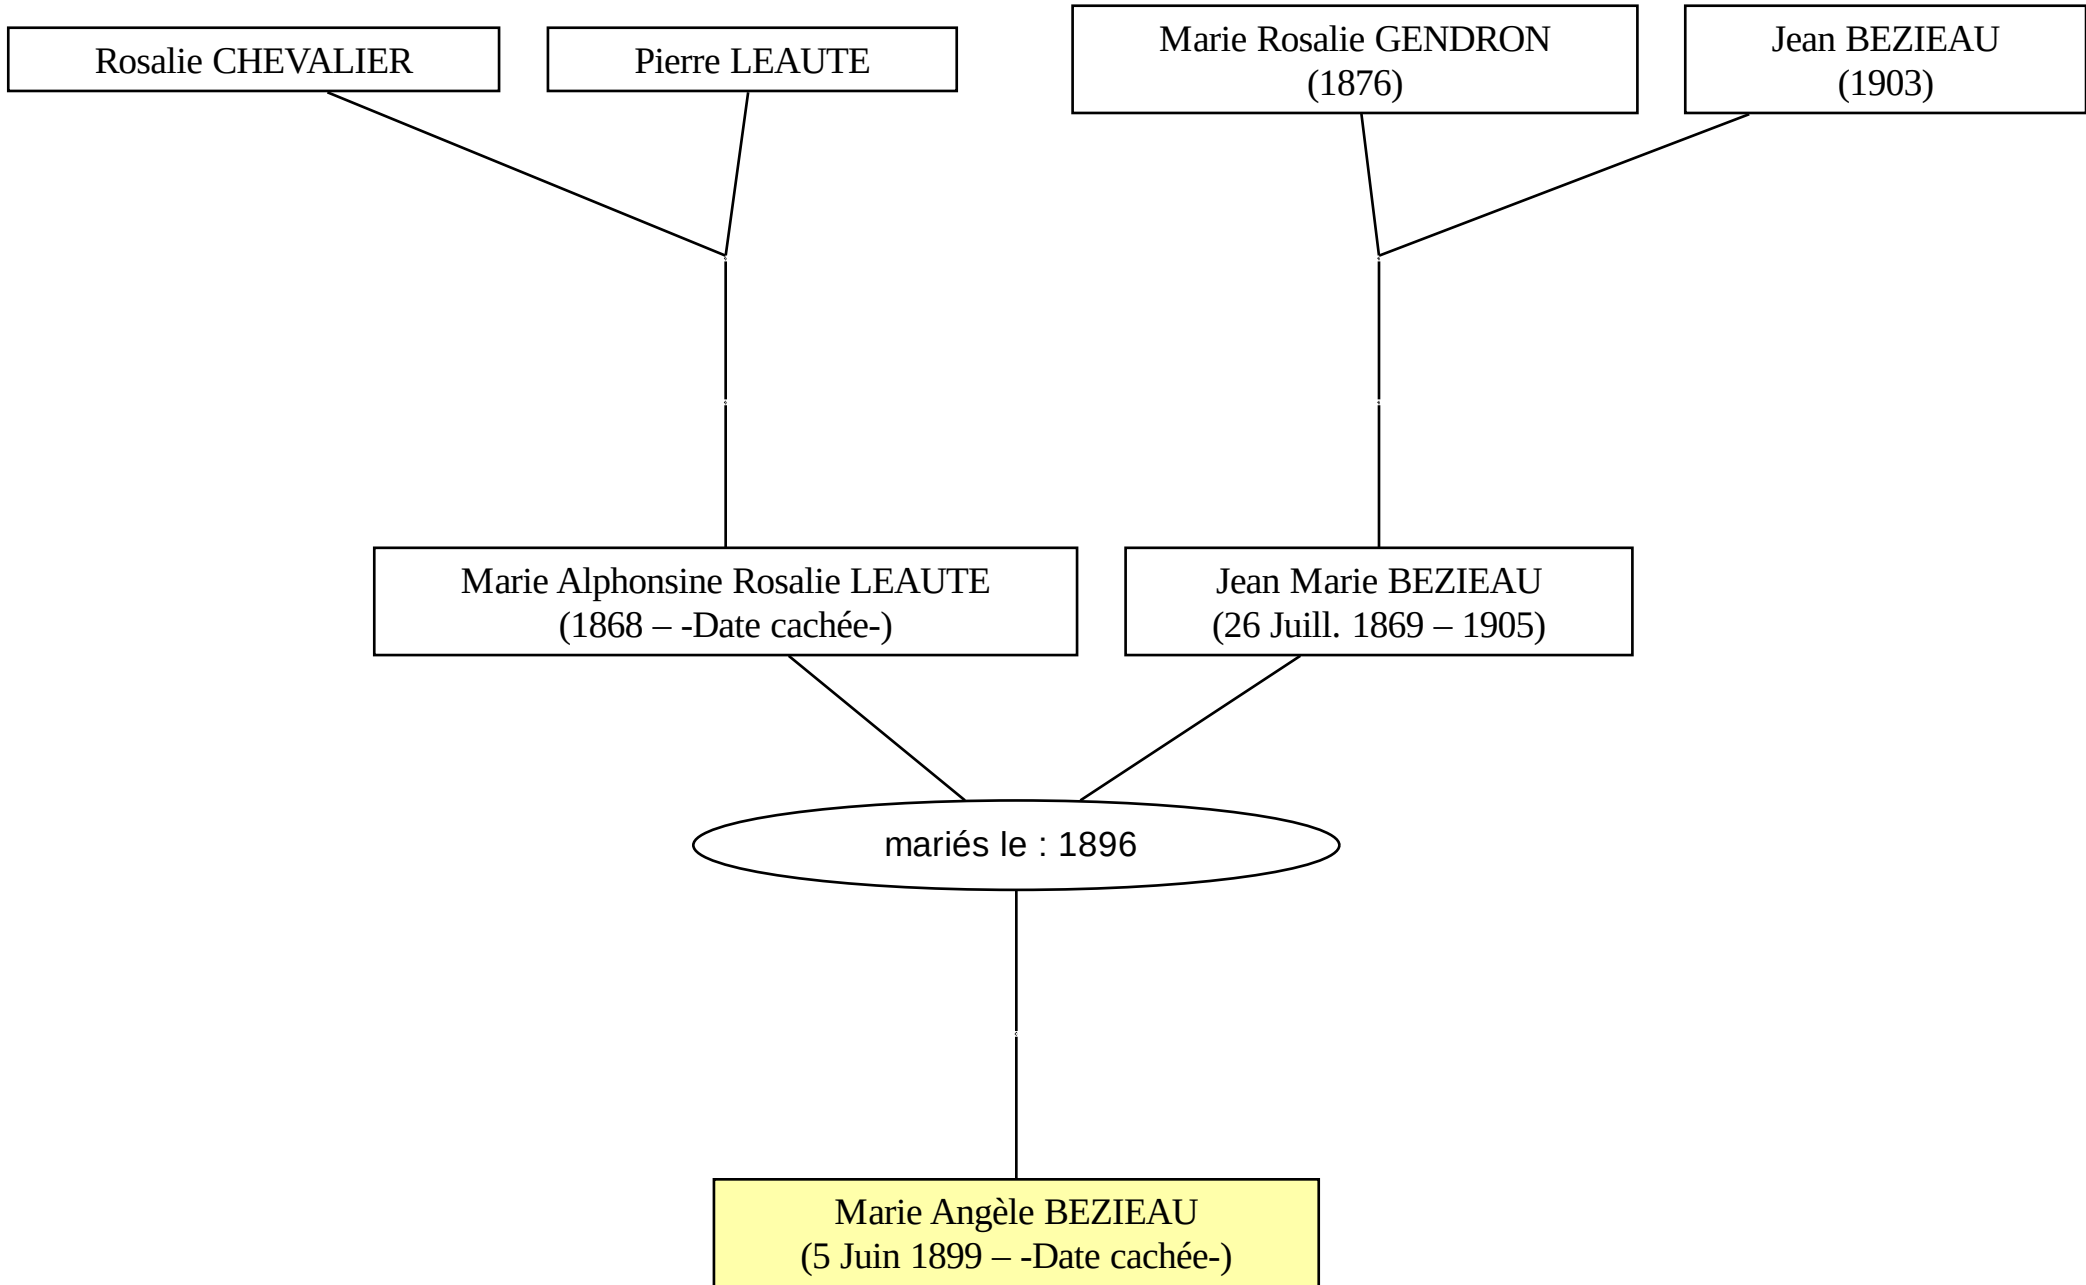 Rosalie CHEVALIER
Pierre LEAUTE
Marie Rosalie GENDRON
(1876)
Jean BEZIEAU
(1903)
Marie Alphonsine Rosalie LEAUTE
(1868 – -Date cachée-)
Jean Marie BEZIEAU
(26 Juill. 1869 – 1905)
mariés le : 1896
Marie Angèle BEZIEAU
(5 Juin 1899 – -Date cachée-)